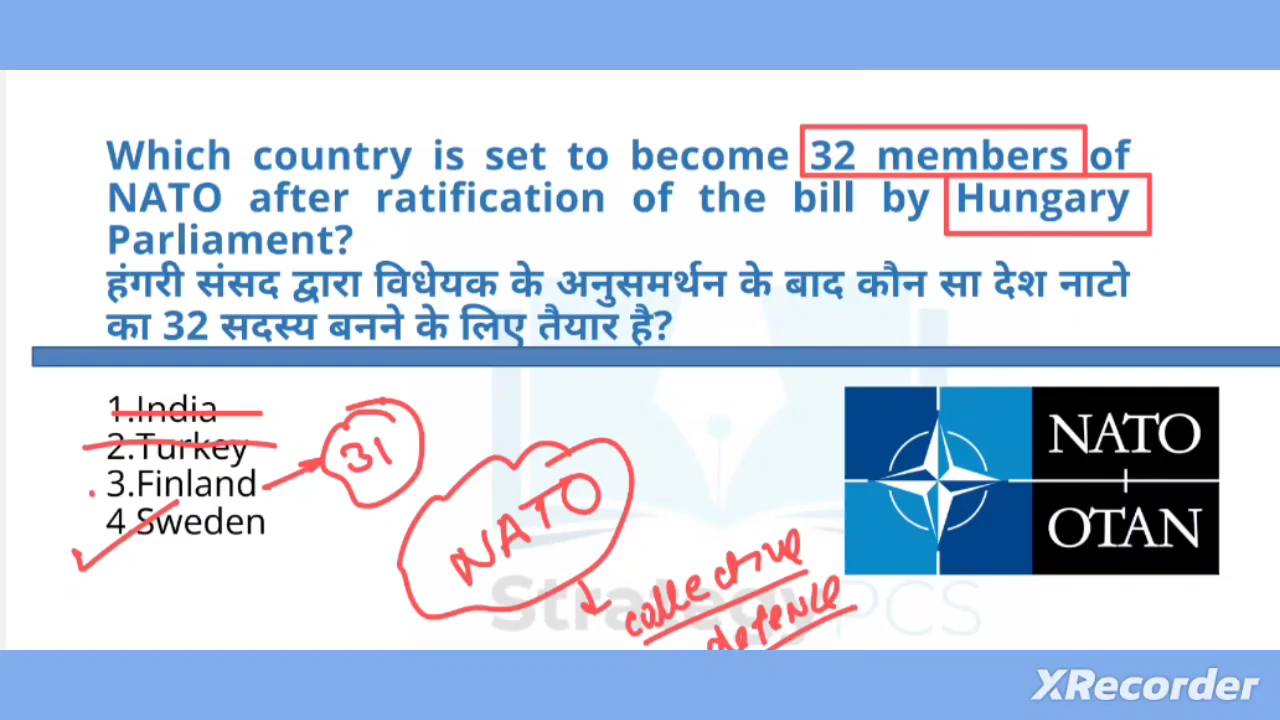 Which country is set to become 32 members of
NATO after ratification of the bill by Hungary
Parliament?
हंगरी संसद द्वारा विधेयक के अनुसमर्थन के बाद कौन सा देश नाटो
का 32 सदस्य बनने के लिए तैयार है?
1.India
2.Turkey
3.Finland
4 Sweden
31
NATO
collective
defence
NATO
OTAN
Strategy PCS
XRecorder